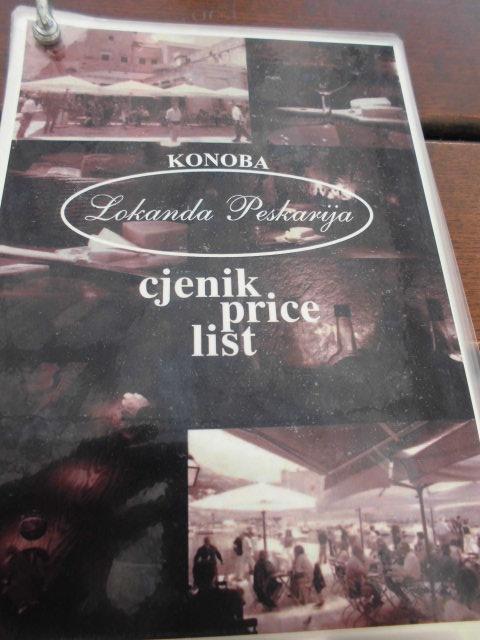 KONOBA
Lokanda Peskarija
cjenik
price
list